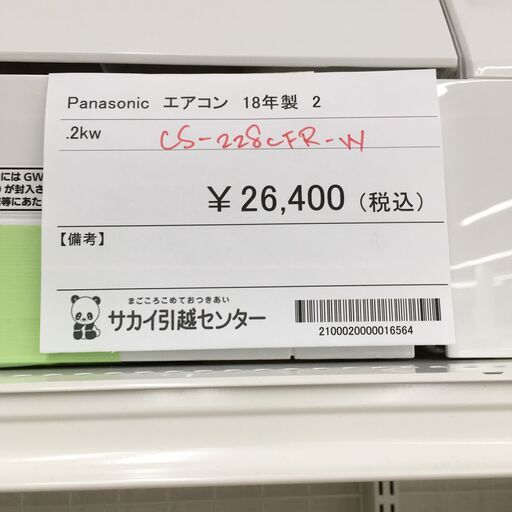 Panasonic エアコン 18年製 2
.2kw
CS-228CFR-W
¥26,400(税込)
【備考】
まごころこめておつきあい
サカイ引越センター
2100020000016564
には GW
が封入さ
等にあた